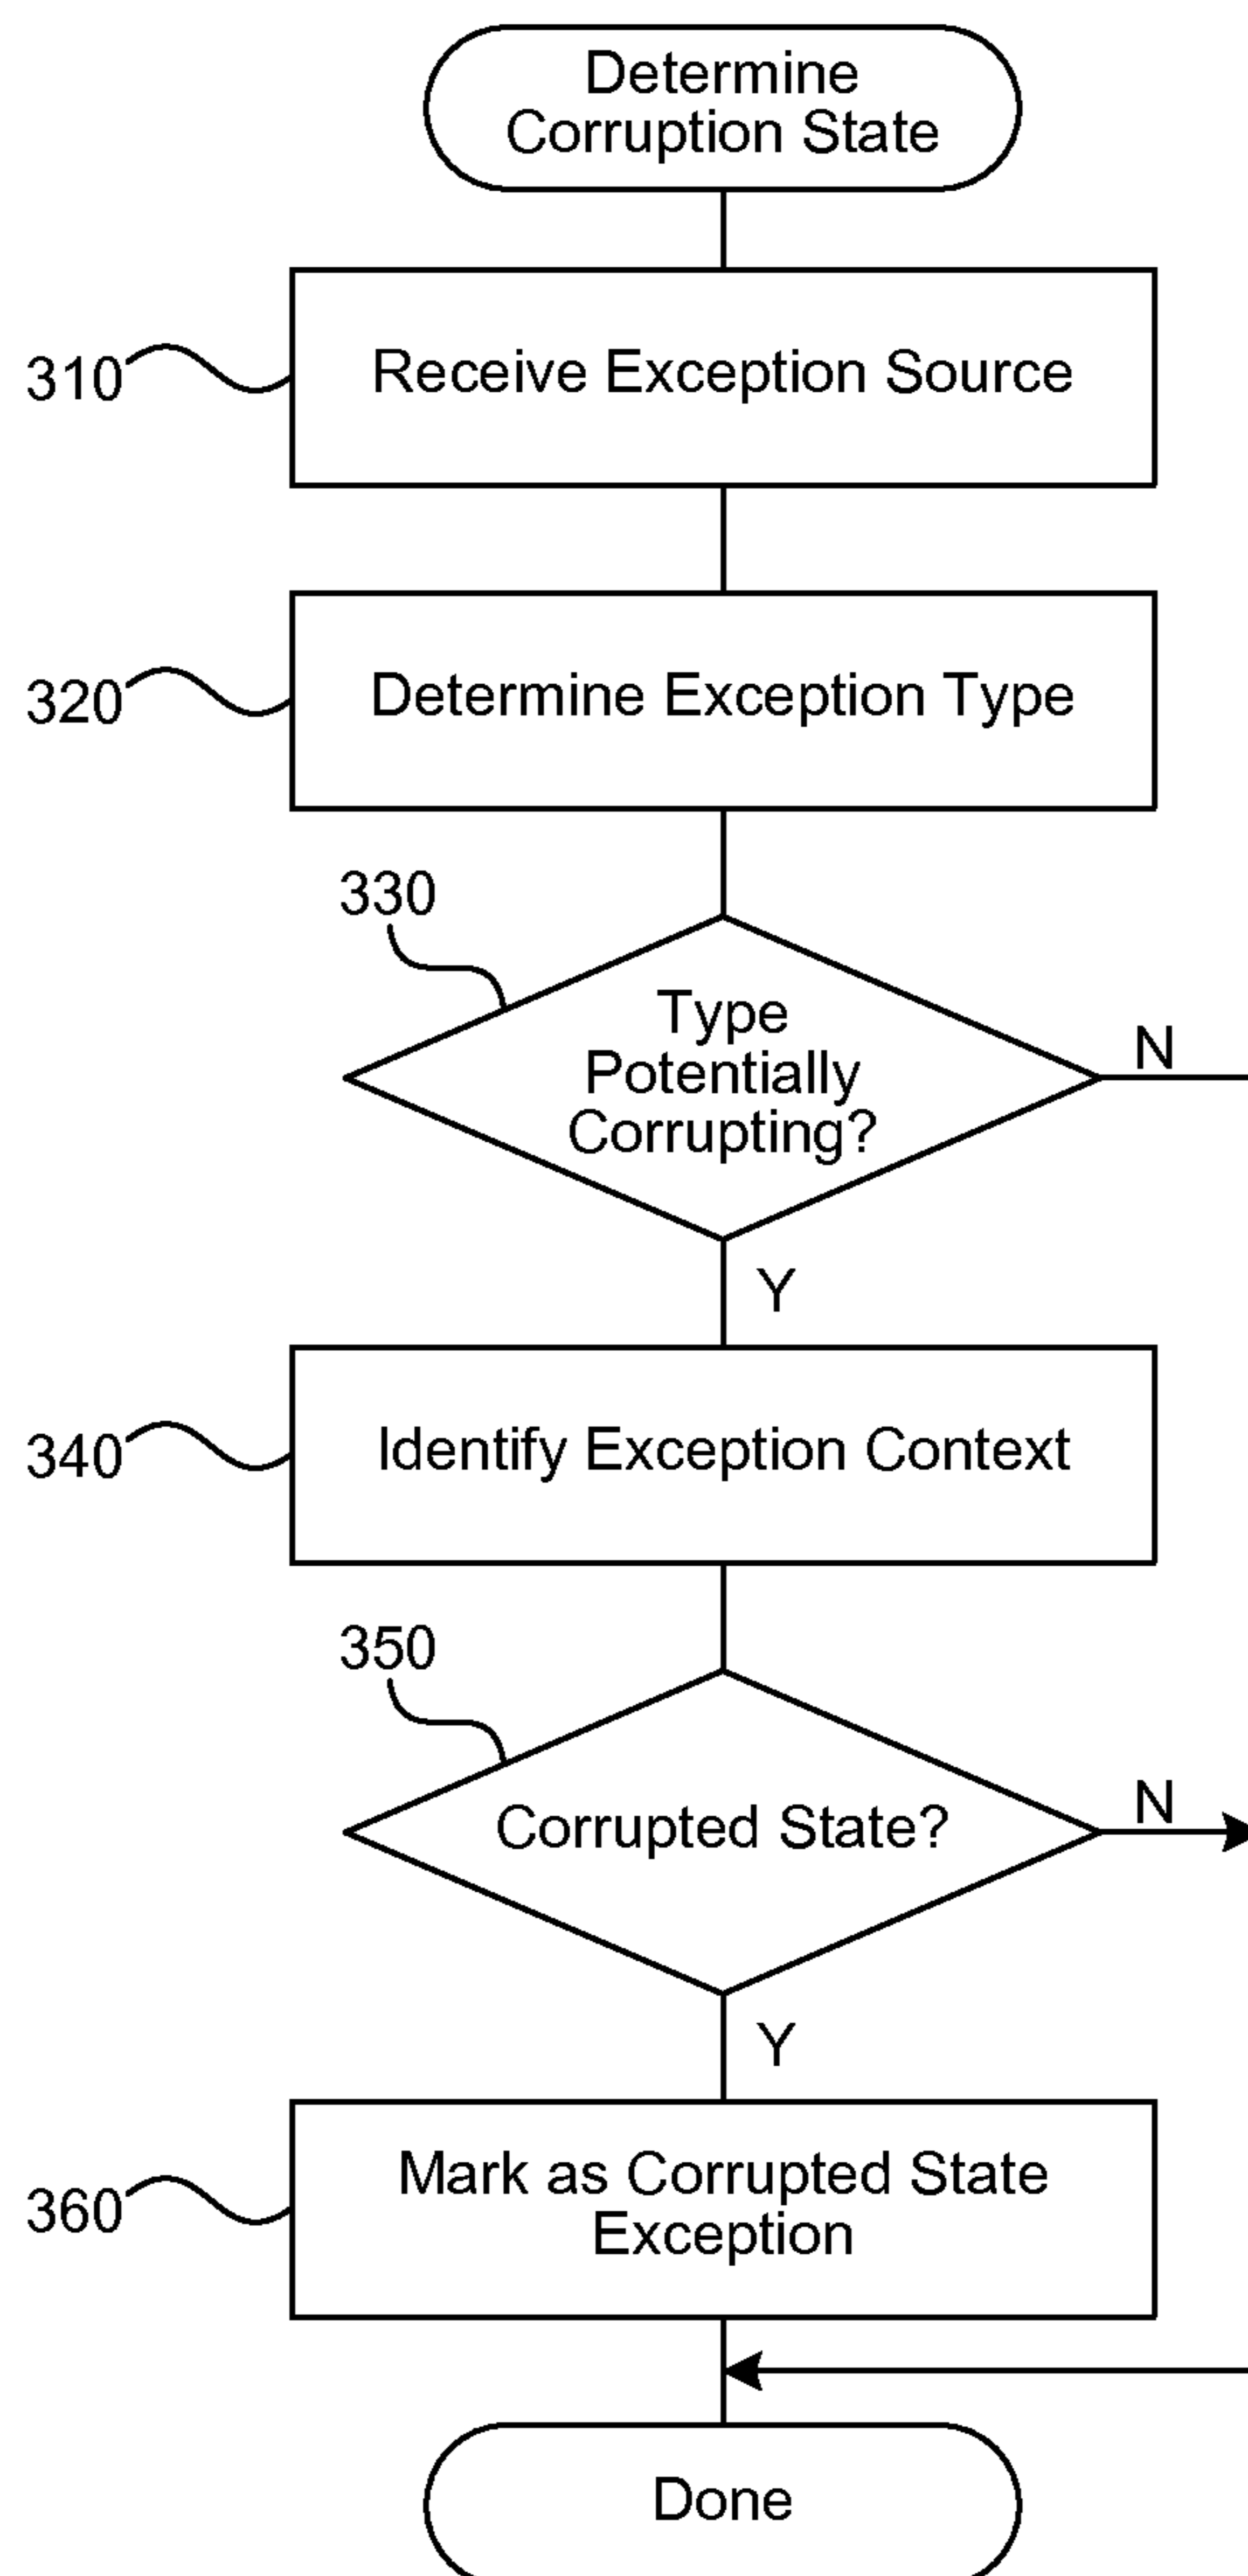 Determine
Corruption State
310
Receive Exception Source
320
Determine Exception Type
330
Type
Potentially
Corrupting?
N
Y
340
Identify Exception Context
350
Corrupted State?
N
Y
360
Mark as Corrupted State
Exception
Done